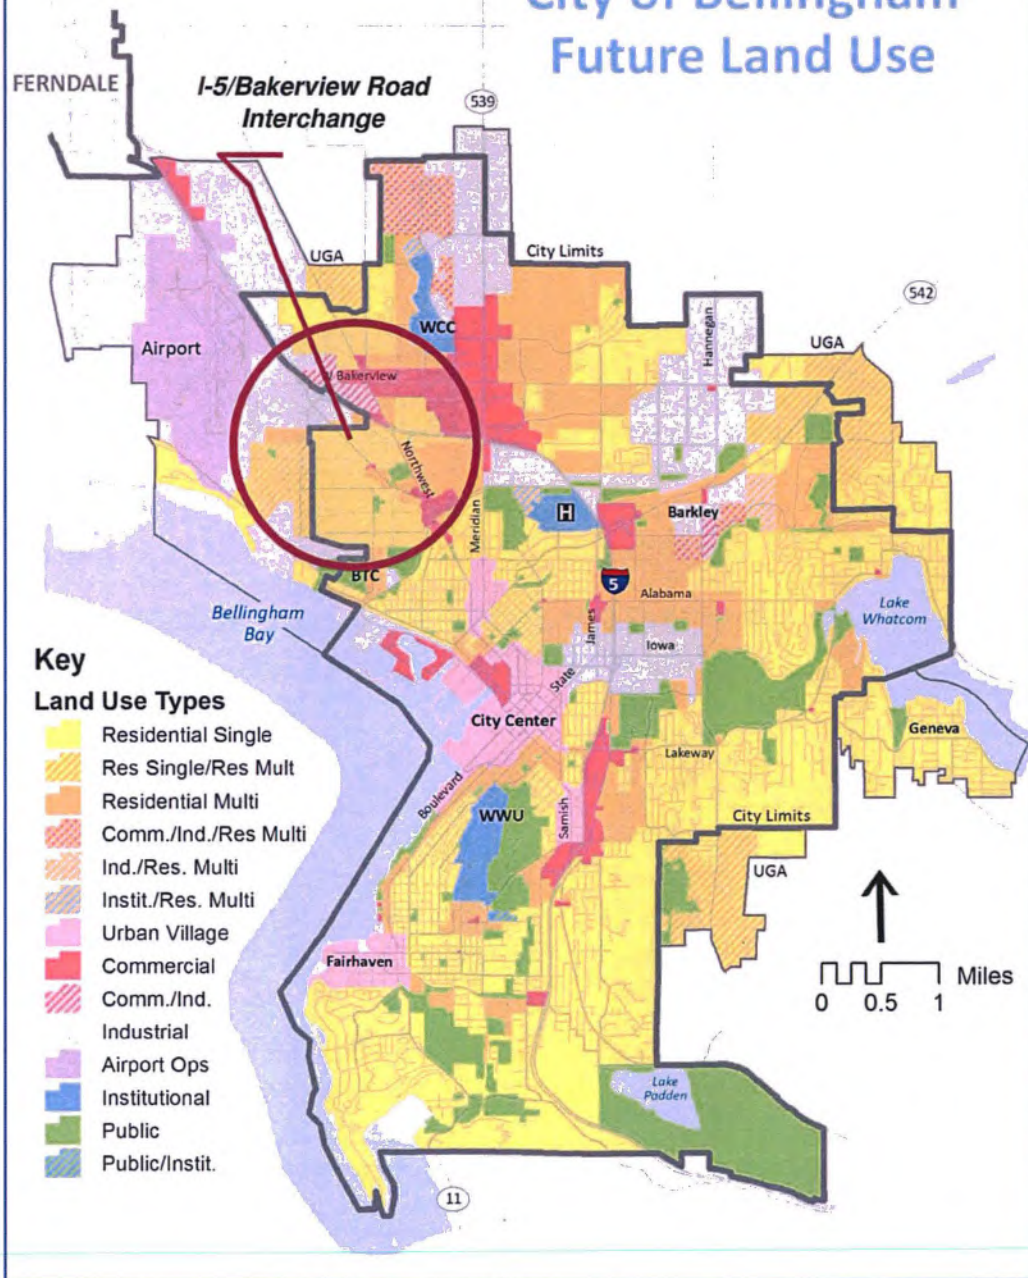 City of Bellingham
Future Land Use
FERNDALE
I-5/Bakerview Road
Interchange
539
UGA
City Limits
542
WCC
Hannegan
UGA
Airport
Bakerview
Northwest
Meridian
H
Barkley
BTC
5
Alabama
Lake
Whatcom
Bellingham
Bay
James
Iowa
State
City Center
Geneva
Lakeway
Boulevard
WWU
Samish
City Limits
UGA
Fairhaven
Miles
0 0.5 1
Lake
Padden
11
Key
Land Use Types
Residential Single
Res Single/Res Mult
Residential Multi
Comm./Ind./Res Multi
Ind./Res. Multi
Instit./Res. Multi
Urban Village
Commercial
Comm./Ind.
Industrial
Airport Ops
Institutional
Public
Public/Instit.